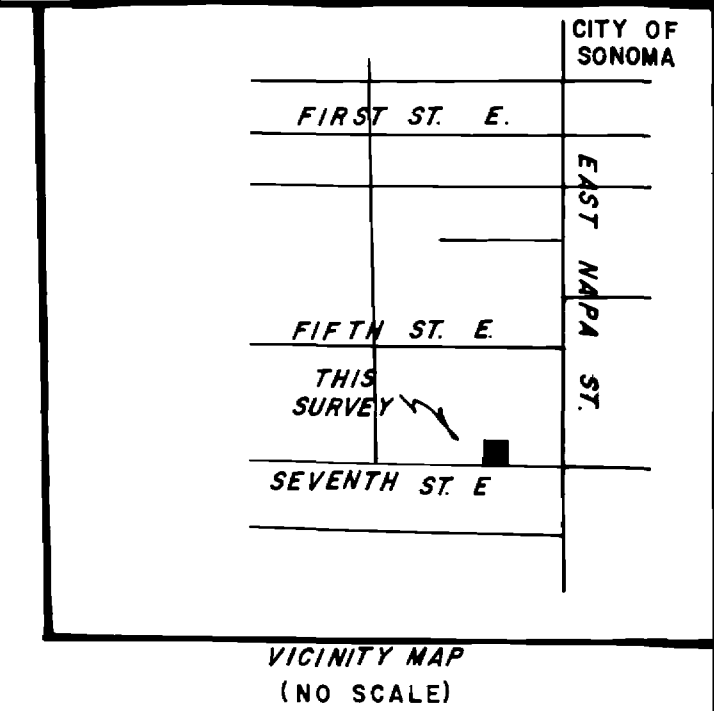 CITY OF
SONOMA
FIRST ST. E.
EAST NAPA ST.
FIFTH ST. E.
THIS
SURVEY
SEVENTH ST. E
VICINITY MAP
(NO SCALE)